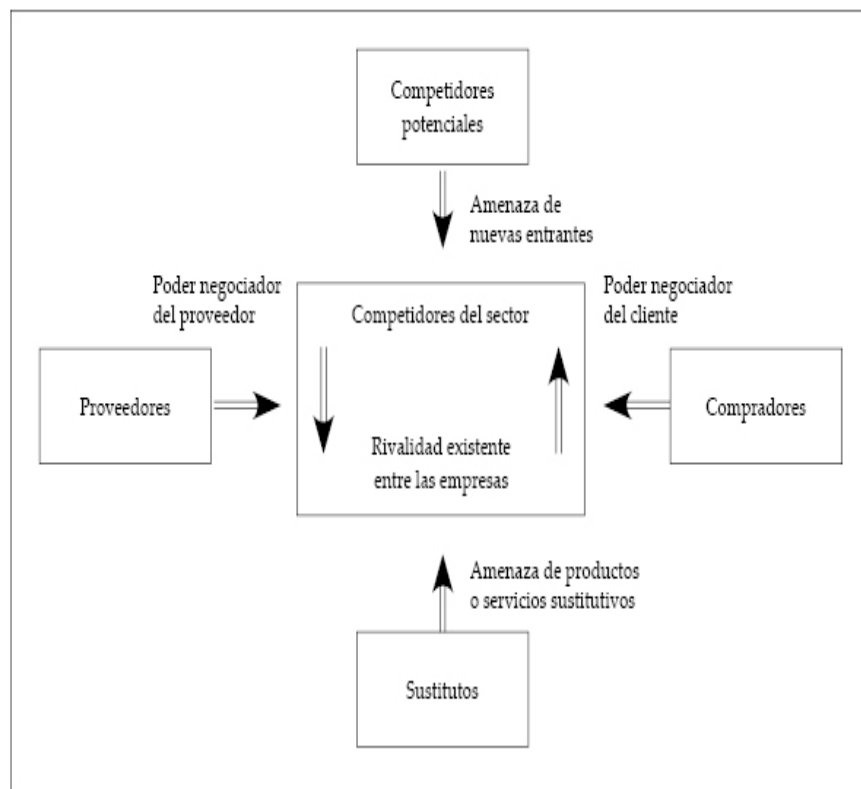 Competidores
potenciales
Amenaza de
nuevas entrantes
Poder negociador
del proveedor
Competidores del sector
Poder negociador
del cliente
Proveedores
Compradores
Rivalidad existente
entre las empresas
Amenaza de productos
o servicios sustitutivos
Sustitutos